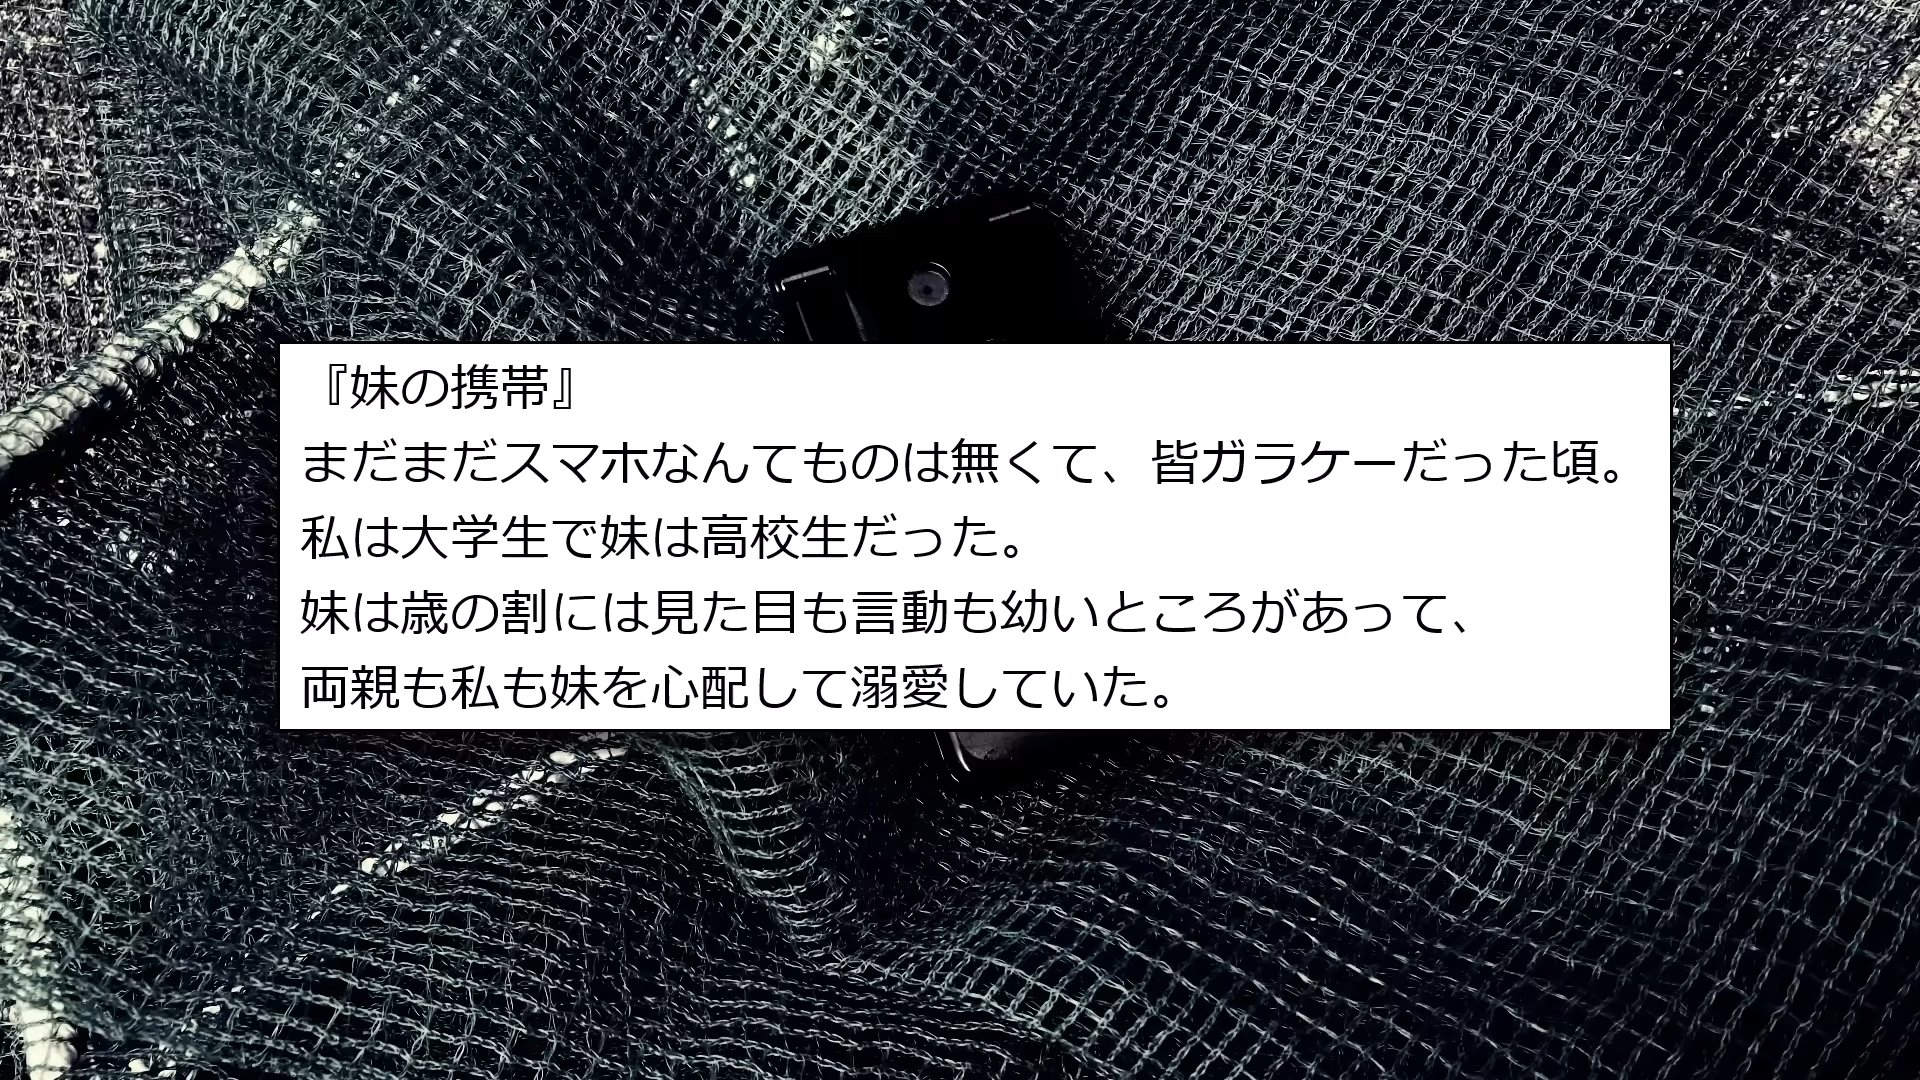 『妹の携帯』
まだまだスマホなんてものは無くて、皆ガラケーだった頃。
私は大学生で妹は高校生だった。
妹は歳の割には見た目も言動も幼いところがあって、
両親も私も妹を心配して溺愛していた。